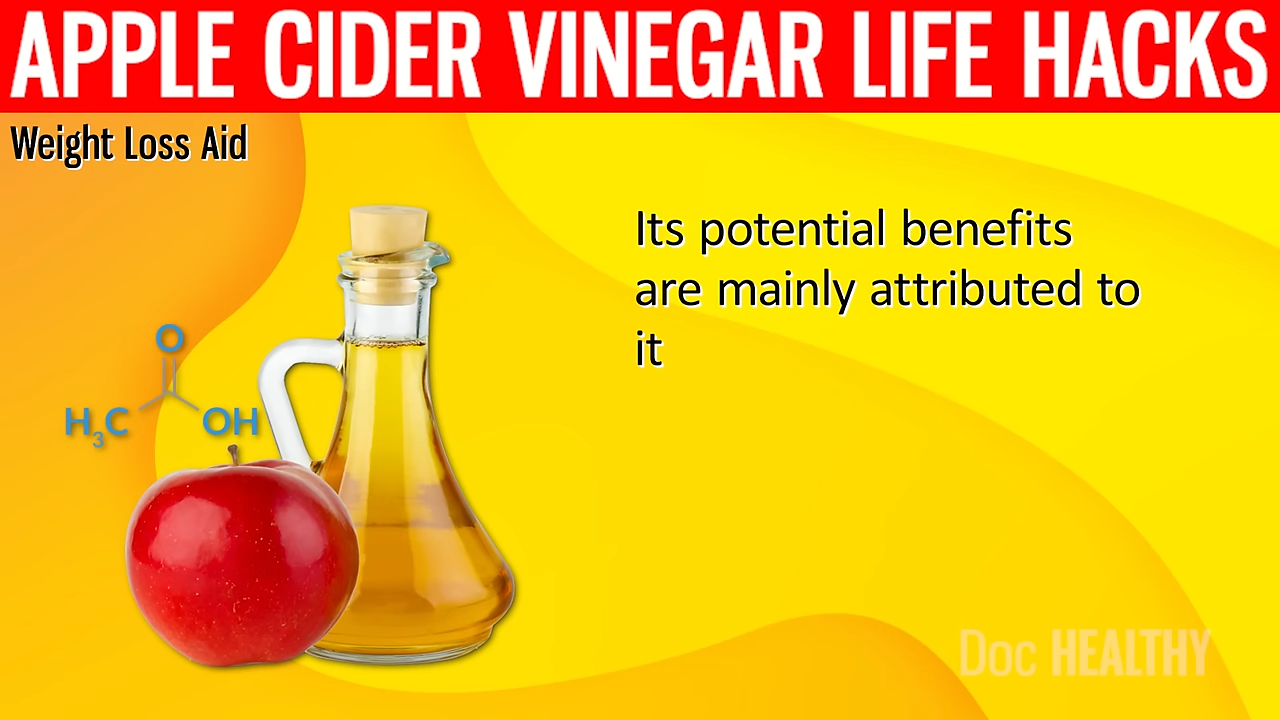 APPLE CIDER VINEGAR LIFE HACKS
Weight Loss Aid
Its potential benefits
are mainly attributed to
it
O
H3C OH
Doc HEALTHY